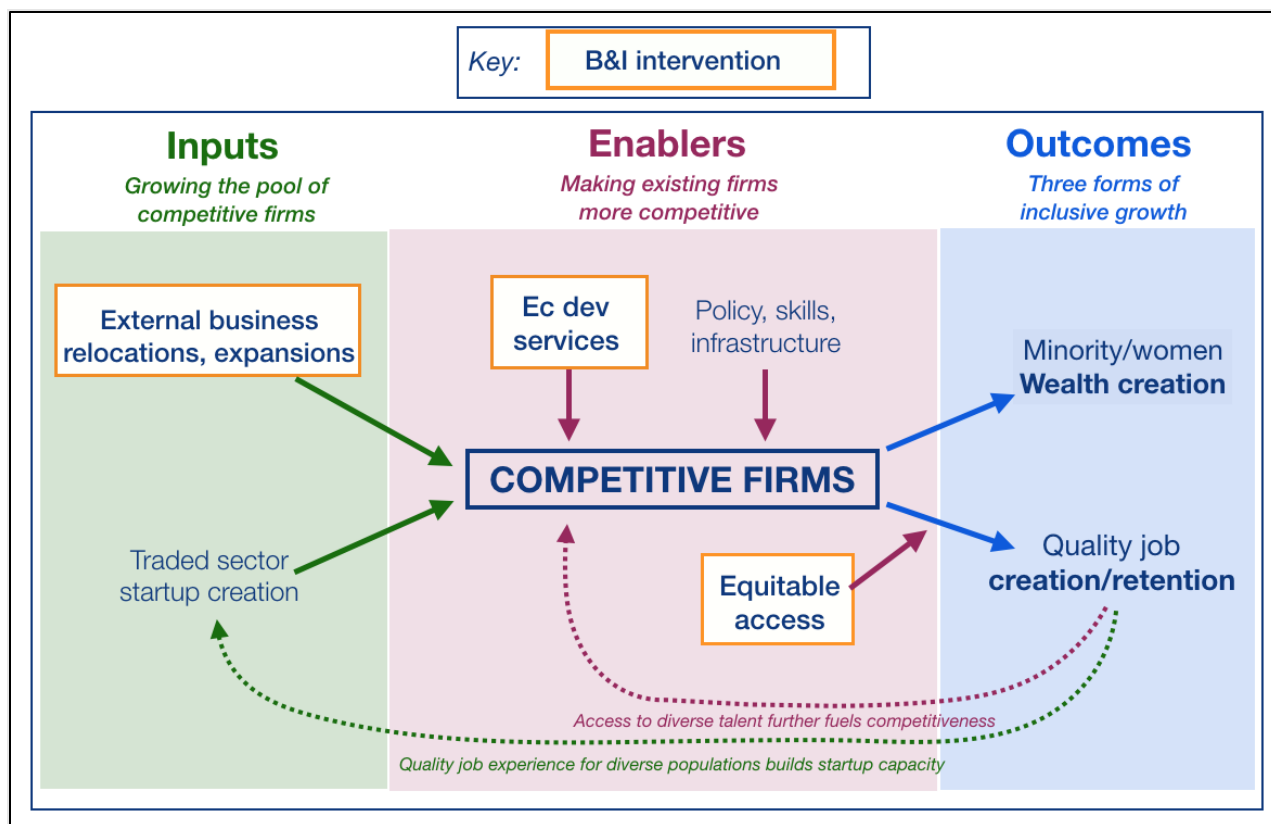 Key:
B&I intervention
Inputs
Growing the pool of
competitive firms
Enablers
Making existing firms
more competitive
Outcomes
Three forms of
inclusive growth
External business
relocations, expansions
Ec dev
services
Policy, skills,
infrastructure
Minority/women
Wealth creation
COMPETITIVE FIRMS
Traded sector
startup creation
Equitable
access
Quality job
creation/retention
Access to diverse talent further fuels competitiveness
Quality job experience for diverse populations builds startup capacity